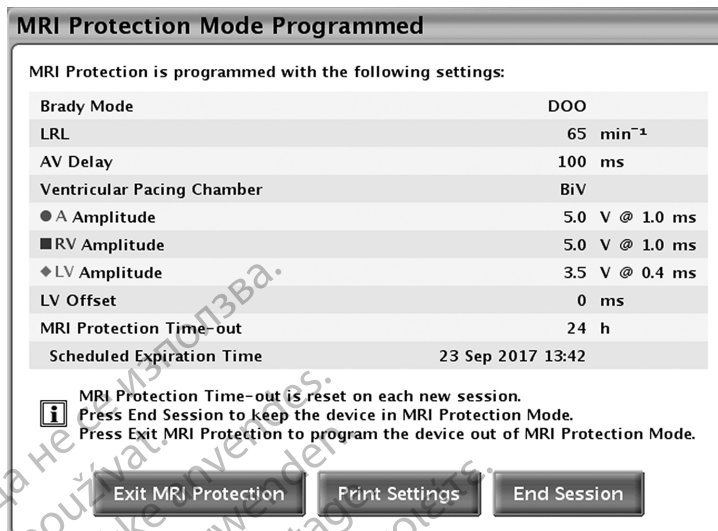 MRI Protection Mode Programmed
MRI Protection is programmed with the following settings:
Brady Mode DOO
LRL 65 min⁻¹
AV Delay 100 ms
Ventricular Pacing Chamber BiV
A Amplitude 5.0 V @ 1.0 ms
RV Amplitude 5.0 V @ 1.0 ms
LV Amplitude 3.5 V @ 0.4 ms
LV Offset 0 ms
MRI Protection Time-out 24 h
Scheduled Expiration Time 23 Sep 2017 13:42
MRI Protection Time-out is reset on each new session.
Press End Session to keep the device in MRI Protection Mode.
Press Exit MRI Protection to program the device out of MRI Protection Mode.
Exit MRI Protection Print Settings End Session
да не се използва.
anvendes.